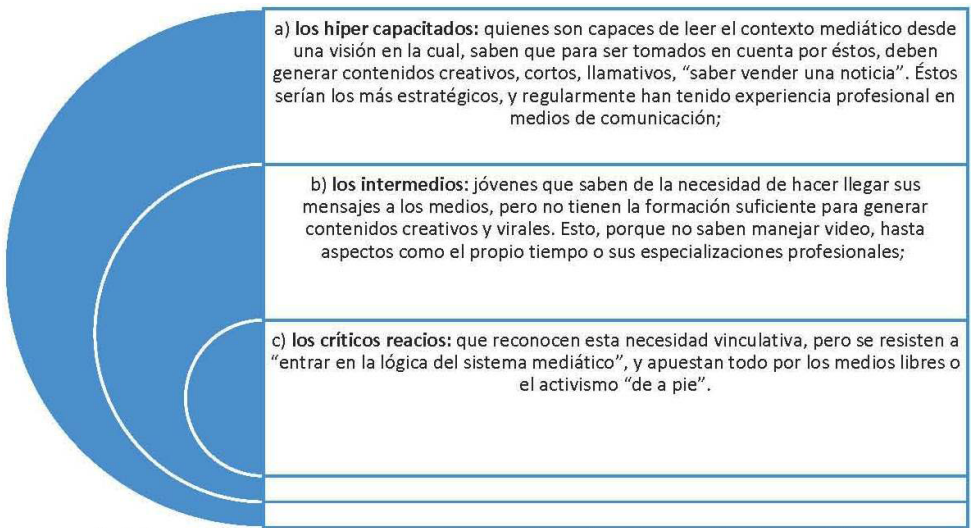 a) los hiper capacitados: quienes son capaces de leer el contexto mediático desde
una visión en la cual, saben que para ser tomados en cuenta por éstos, deben
generar contenidos creativos, cortos, llamativos, “saber vender una noticia”. Éstos
serían los más estratégicos, y regularmente han tenido experiencia profesional en
medios de comunicación;
b) los intermedios: jóvenes que saben de la necesidad de hacer llegar sus
mensajes a los medios, pero no tienen la formación suficiente para generar
contenidos creativos y virales. Esto, porque no saben manejar video, hasta
aspectos como el propio tiempo o sus especializaciones profesionales;
c) los críticos reacios: que reconocen esta necesidad vinculativa, pero se resisten a
“entrar en la lógica del sistema mediático”, y apuestan todo por los medios libres o
el activismo “de a pie”.